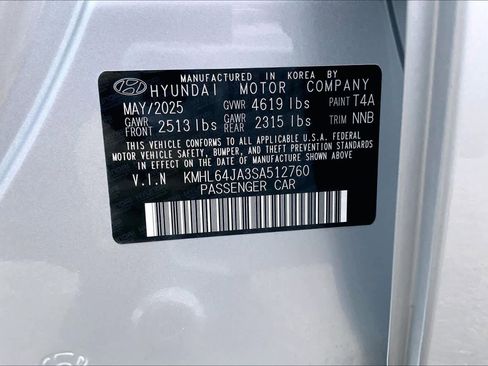 MANUFACTURED IN KOREA BY
HYUNDAI MOTOR COMPANY
MAY/2025 GVWR 4619 lbs PAINT T4A
GAWR FRONT 2513 lbs GAWR REAR 2315 lbs TRIM NNB
THIS VEHICLE CONFORMS TO ALL APPLICABLE U.S.A. FEDERAL
MOTOR VEHICLE SAFETY, BUMPER, AND THEFT PREVENTION STANDARDS
IN EFFECT ON THE DATE OF MANUFACTURE SHOWN ABOVE.
V.I.N KMHL64JA3SA512760
PASSENGER CAR